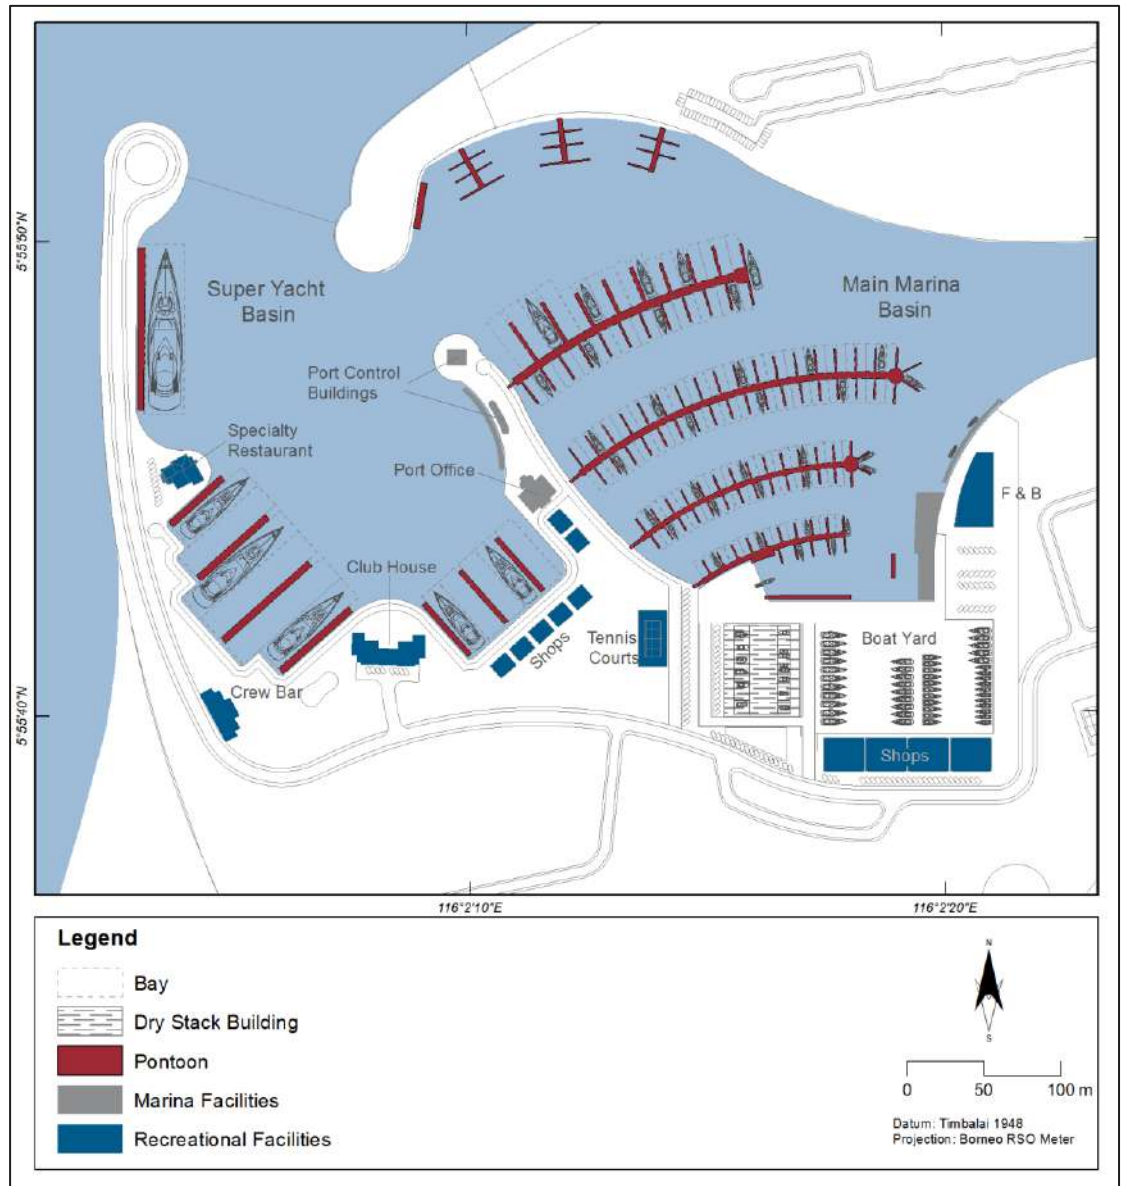 Super Yacht
Basin
Main Marina
Basin
Port Control
Buildings
Specialty
Restaurant
Port Office
F & B
Club House
Shops
Tennis
Courts
Boat Yard
Crew Bar
Shops
5°55'50"N
5°55'40"N
116°2'10"E
116°2'20"E
Legend
Bay
Dry Stack Building
Pontoon
Marina Facilities
Recreational Facilities
N
S
0 50 100 m
Datum: Timbalai 1948
Projection: Borneo RSO Meter